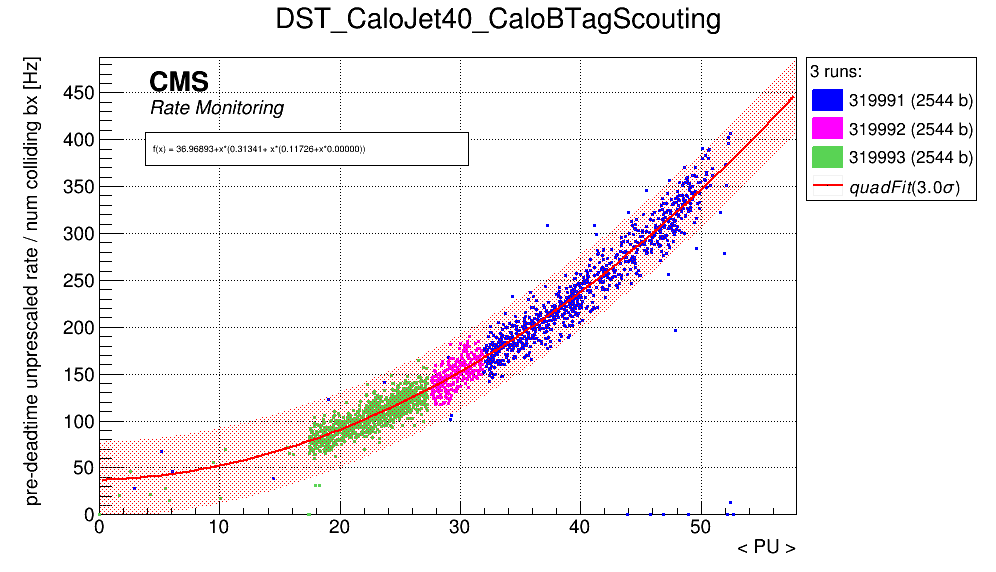 DST_CaloJet40_CaloBTagScouting
pre-deadtime unprescaled rate / num colliding bx [Hz]
CMS
Rate Monitoring
f(x) = 36.96893+x*(0.31341+ x*(0.11726+x*0.00000))
450
400
350
300
250
200
150
100
50
0
0 10 20 30 40 50
< PU >
3 runs:
319991 (2544 b)
319992 (2544 b)
319993 (2544 b)
quadFit(3.0σ)